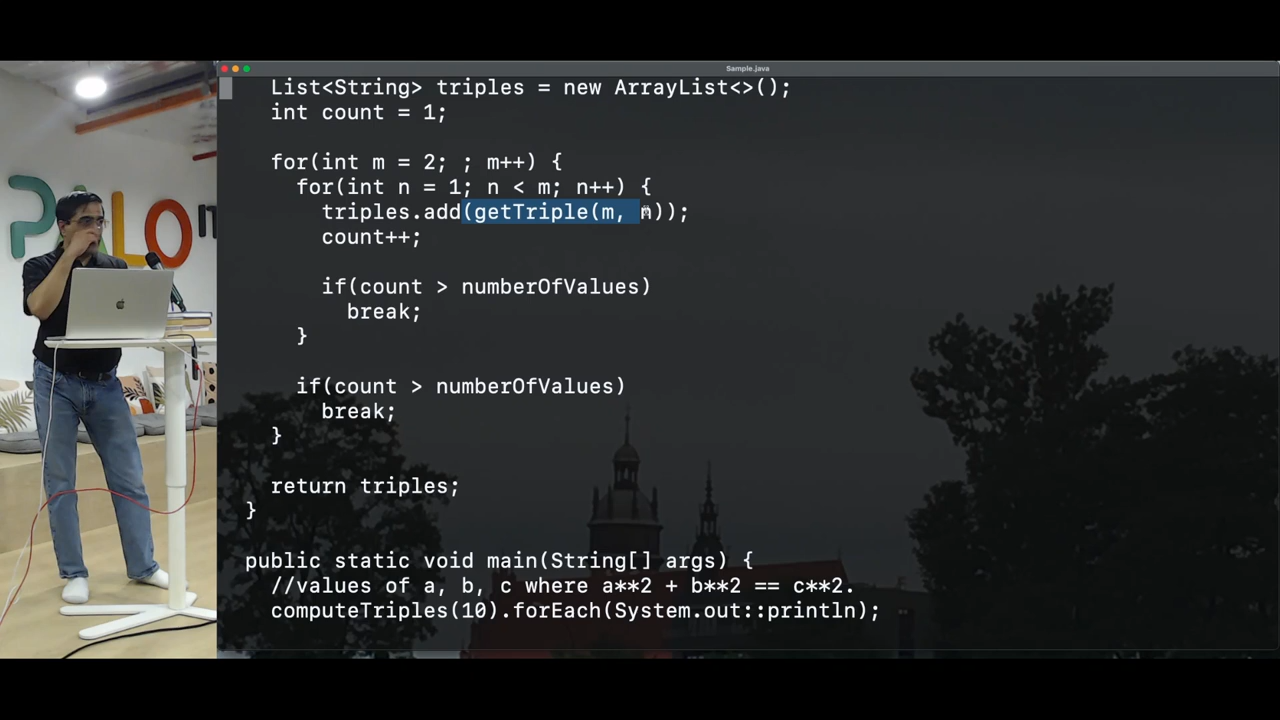 Sample.java
PALO
List<String> triples = new ArrayList<>();
int count = 1;
for(int m = 2; ; m++) {
for(int n = 1; n < m; n++) {
triples.add(getTriple(m, n));
count++;
if(count > numberOfValues)
break;
}
if(count > numberOfValues)
break;
}
return triples;
}
public static void main(String[] args) {
//values of a, b, c where a**2 + b**2 == c**2.
computeTriples(10).forEach(System.out::println);